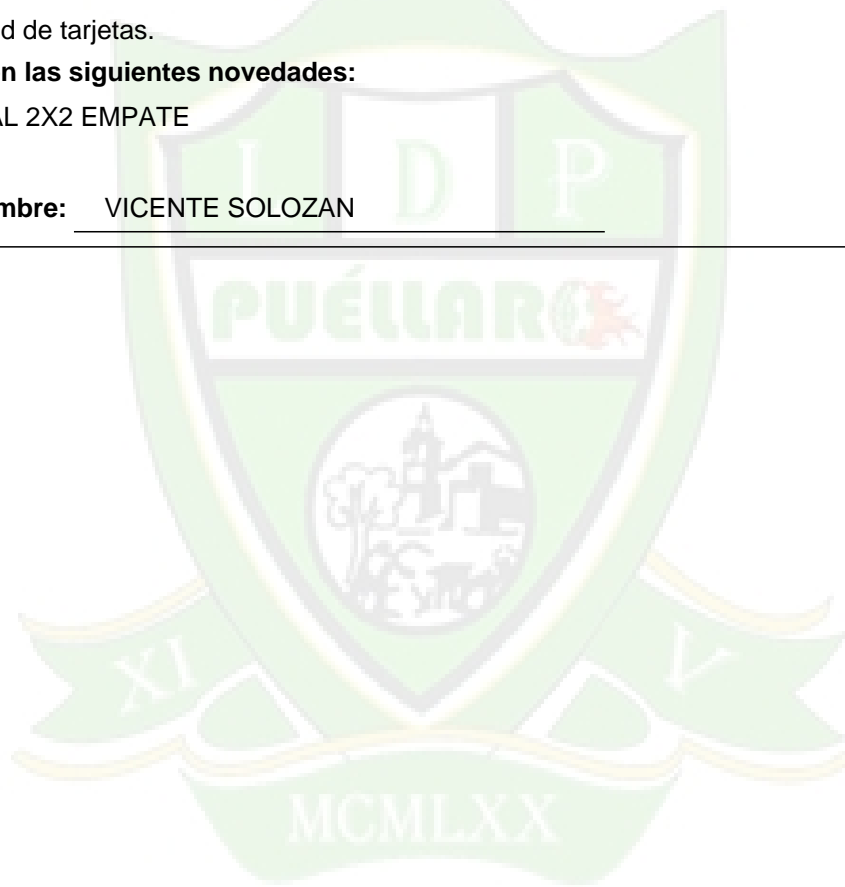 d de tarjetas.
n las siguientes novedades:
AL 2X2 EMPATE
mbre: VICENTE SOLOZAN
L D P
PUÉLLARO
XI V
MCMLXX